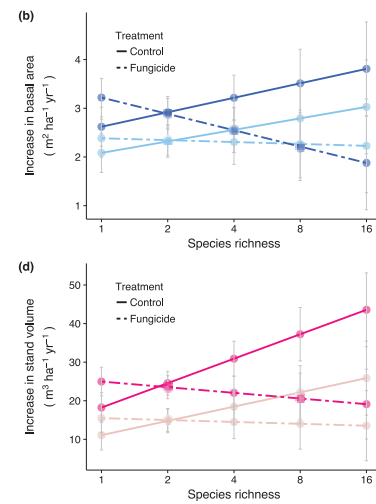 (b)
Treatment
Control
Fungicide
Increase in basal area
( m² ha⁻¹ yr⁻¹)
4
3
2
1
1 2 4 8 16
Species richness
(d)
Treatment
Control
Fungicide
Increase in stand volume
( m³ ha⁻¹ yr⁻¹)
50
40
30
20
10
1 2 4 8 16
Species richness